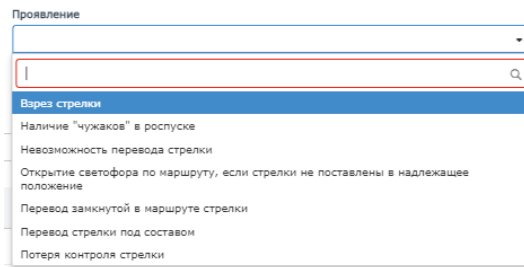 Проявление
Взрез стрелки
Наличие "чужаков" в роспуске
Невозможность перевода стрелки
Открытие светофора по маршруту, если стрелки не поставлены в надлежащее
положение
Перевод замкнутой в маршруте стрелки
Перевод стрелки под составом
Потеря контроля стрелки